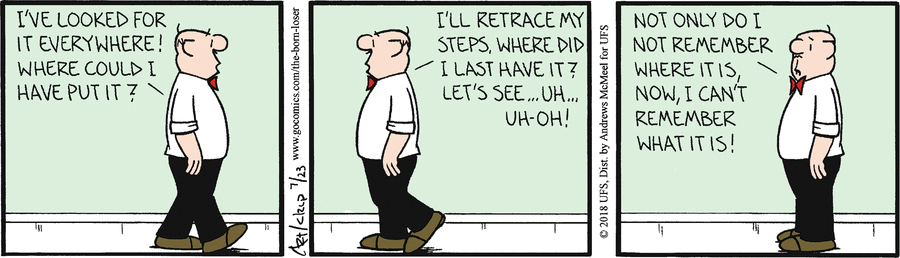 I'VE LOOKED FOR
IT EVERYWHERE!
WHERE COULD I
HAVE PUT IT?
Art/Chip 7/23
www.gocomics.com/the-born-loser
I'LL RETRACE MY
STEPS, WHERE DID
I LAST HAVE IT?
LET'S SEE...UH...
UH-OH!
© 2018 UFS, Dist. by Andrews McMeel for UFS
NOT ONLY DO I
NOT REMEMBER
WHERE IT IS,
NOW, I CAN'T
REMEMBER
WHAT IT IS!